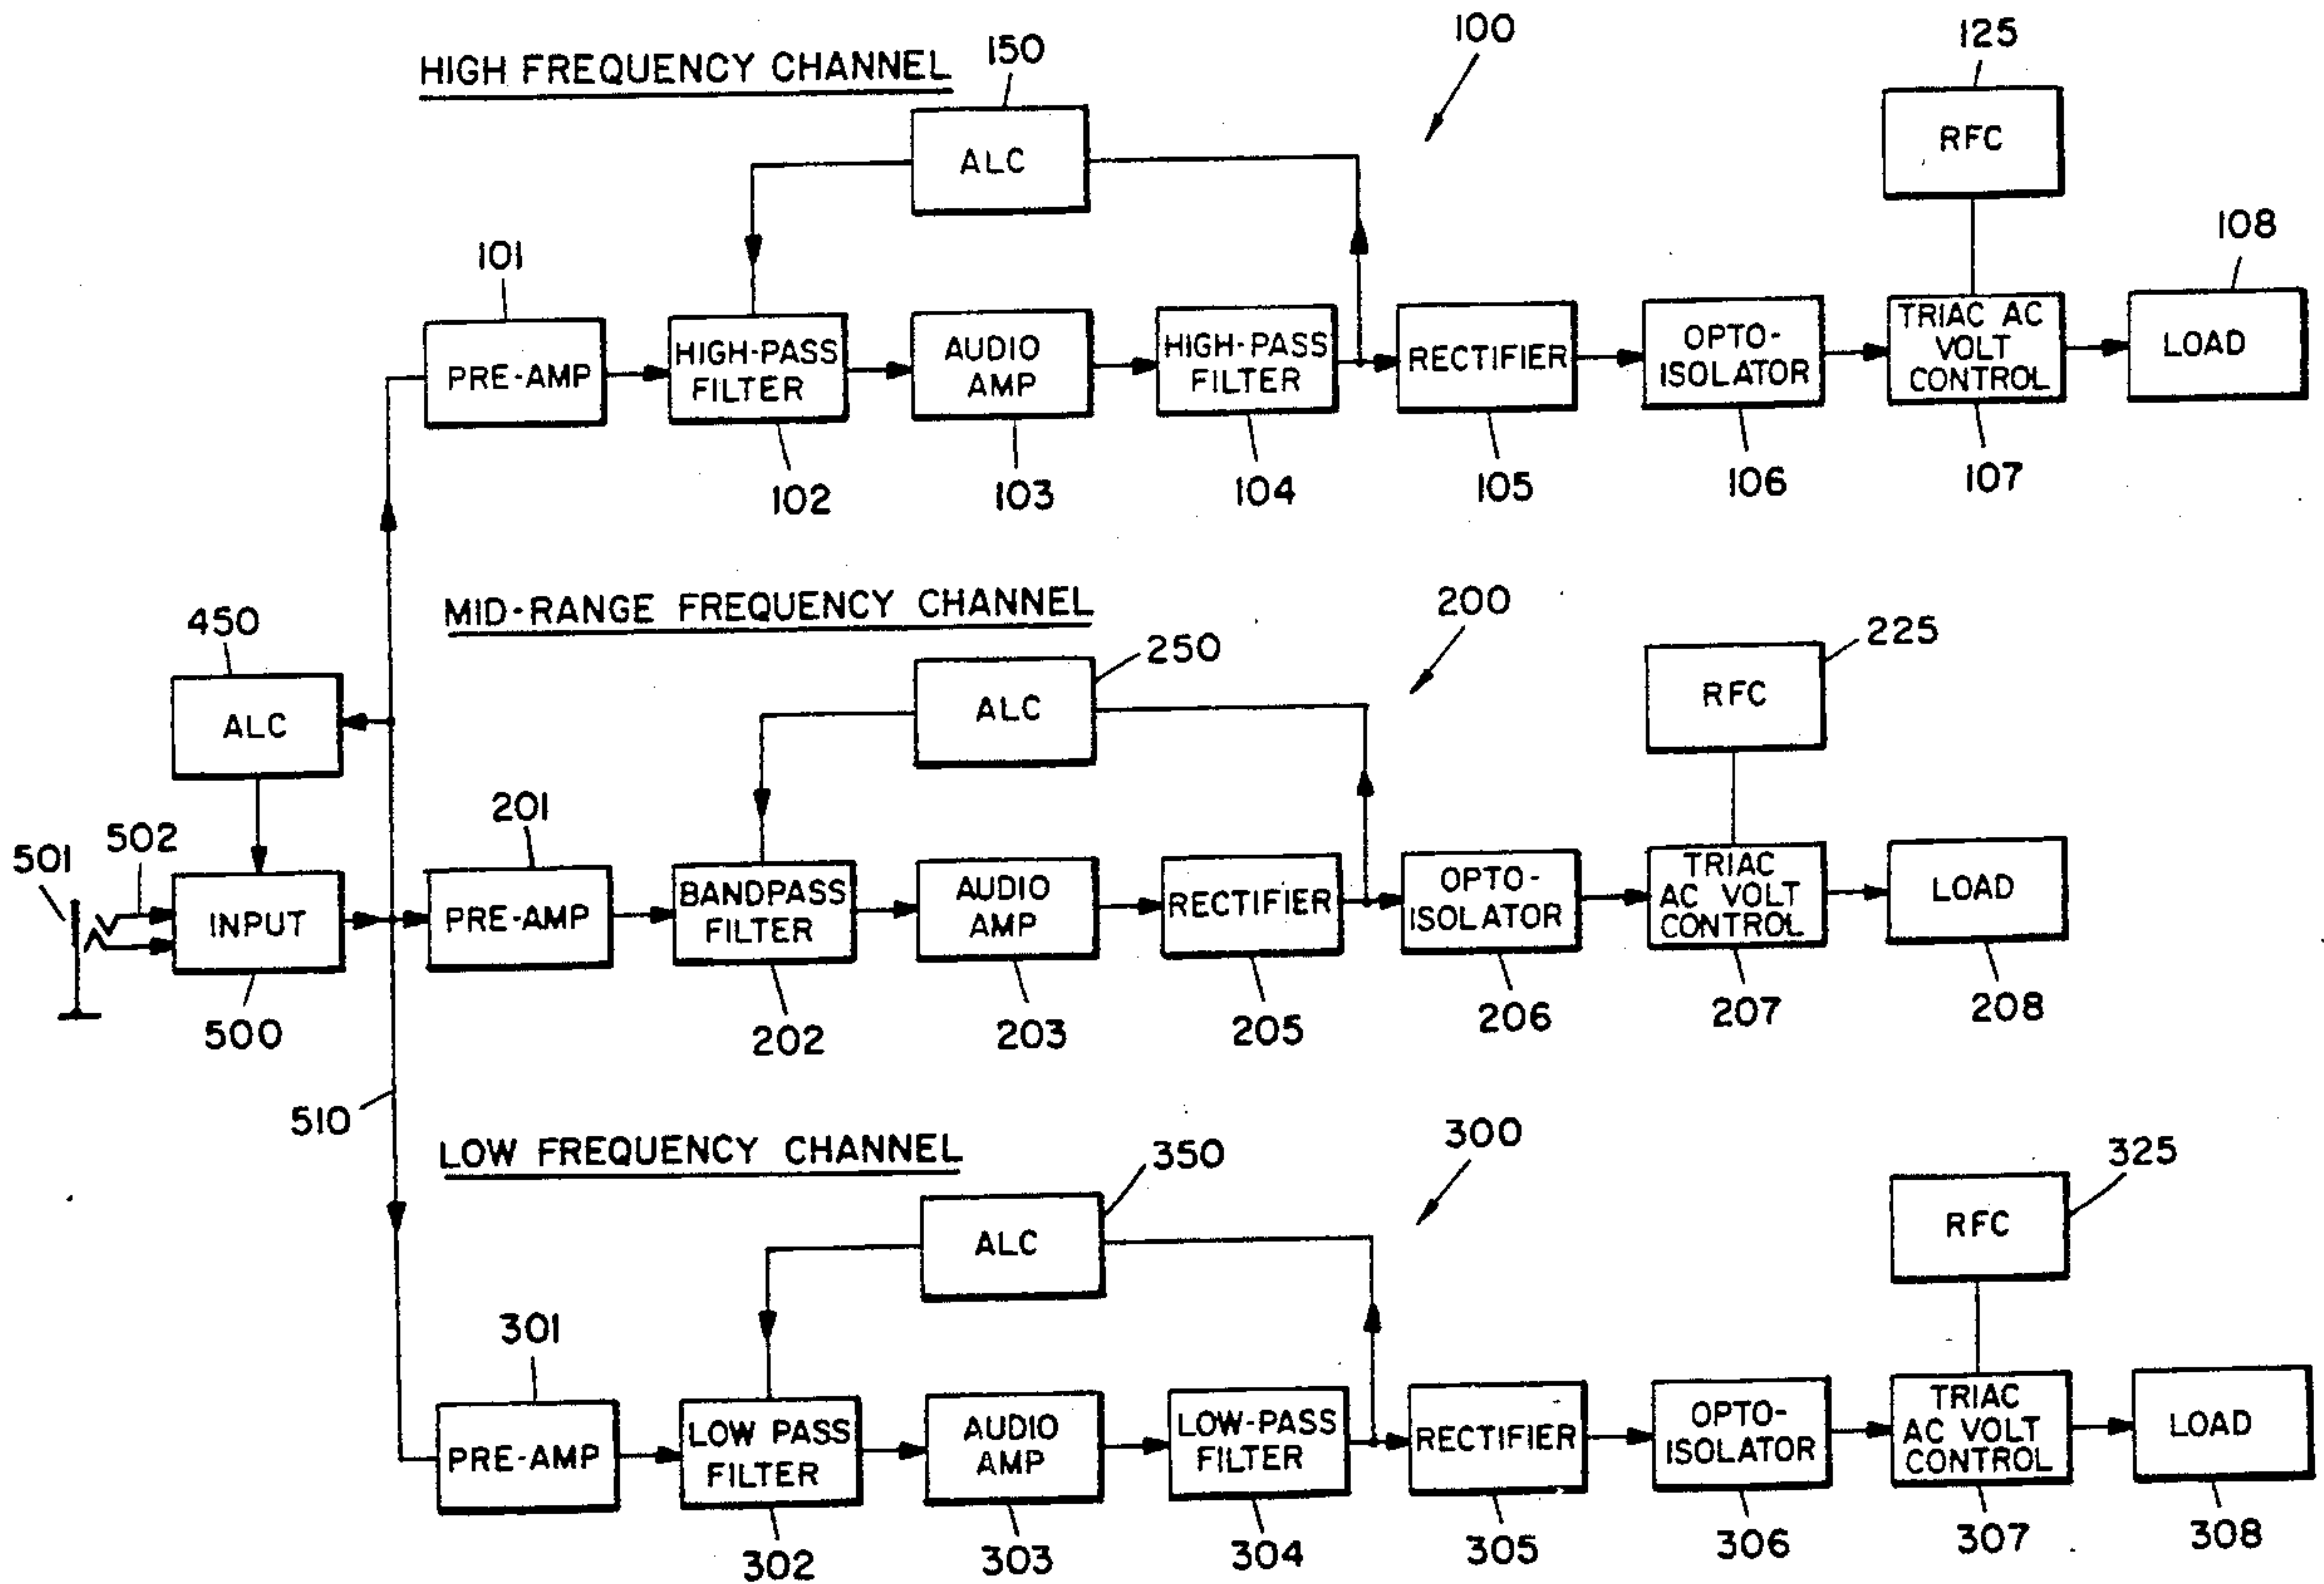 100
125
HIGH FREQUENCY CHANNEL
150
ALC
RFC
101
108
PRE-AMP
HIGH-PASS
FILTER
AUDIO
AMP
HIGH-PASS
FILTER
RECTIFIER
OPTO-
ISOLATOR
TRIAC AC
VOLT
CONTROL
LOAD
102
103
104
105
106
107
MID-RANGE FREQUENCY CHANNEL
200
450
250
225
ALC
ALC
RFC
501
502
201
INPUT
PRE-AMP
BANDPASS
FILTER
AUDIO
AMP
RECTIFIER
OPTO-
ISOLATOR
TRIAC
AC VOLT
CONTROL
LOAD
500
202
203
205
206
207
208
510
LOW FREQUENCY CHANNEL
350
300
325
ALC
RFC
301
PRE-AMP
LOW PASS
FILTER
AUDIO
AMP
LOW-PASS
FILTER
RECTIFIER
OPTO-
ISOLATOR
TRIAC
AC VOLT
CONTROL
LOAD
302
303
304
305
306
307
308